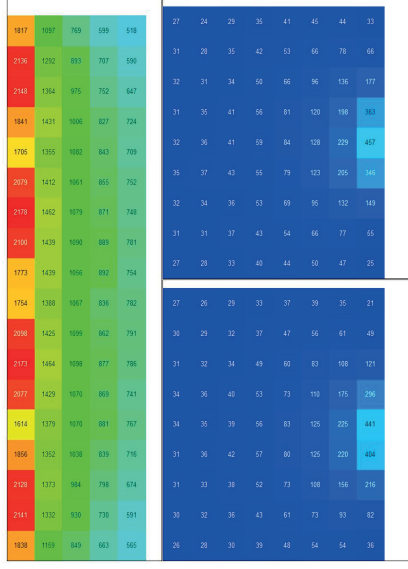 1817 1097 769 599 518
2136 1292 893 707 590
2148 1364 975 752 647
1841 1431 1006 827 724
1705 1355 1082 843 709
2079 1412 1051 855 752
2178 1462 1079 871 748
2100 1439 1090 889 781
1773 1439 1056 892 754
1754 1388 1067 836 782
2098 1425 1099 862 791
2173 1464 1098 877 786
2077 1429 1070 869 741
1614 1379 1070 881 767
1856 1352 1038 839 716
2128 1373 984 798 674
2141 1332 930 730 591
1838 1159 849 663 565
27 24 29 35 41 45 44 33
31 28 35 42 53 66 78 66
32 31 34 50 66 96 136 177
31 35 41 56 81 120 198 363
32 36 41 59 84 128 229 457
35 37 43 55 79 123 205 346
32 34 36 53 69 95 132 149
31 31 37 43 54 66 77 55
27 28 33 40 44 50 47 25
27 26 29 33 37 39 35 21
30 29 32 37 47 56 61 49
31 32 34 49 60 83 108 121
34 36 40 53 73 110 175 296
34 35 39 56 83 125 225 441
31 36 42 57 80 125 220 404
31 33 38 52 73 108 156 216
30 32 36 43 61 73 93 82
26 28 30 39 48 54 54 36